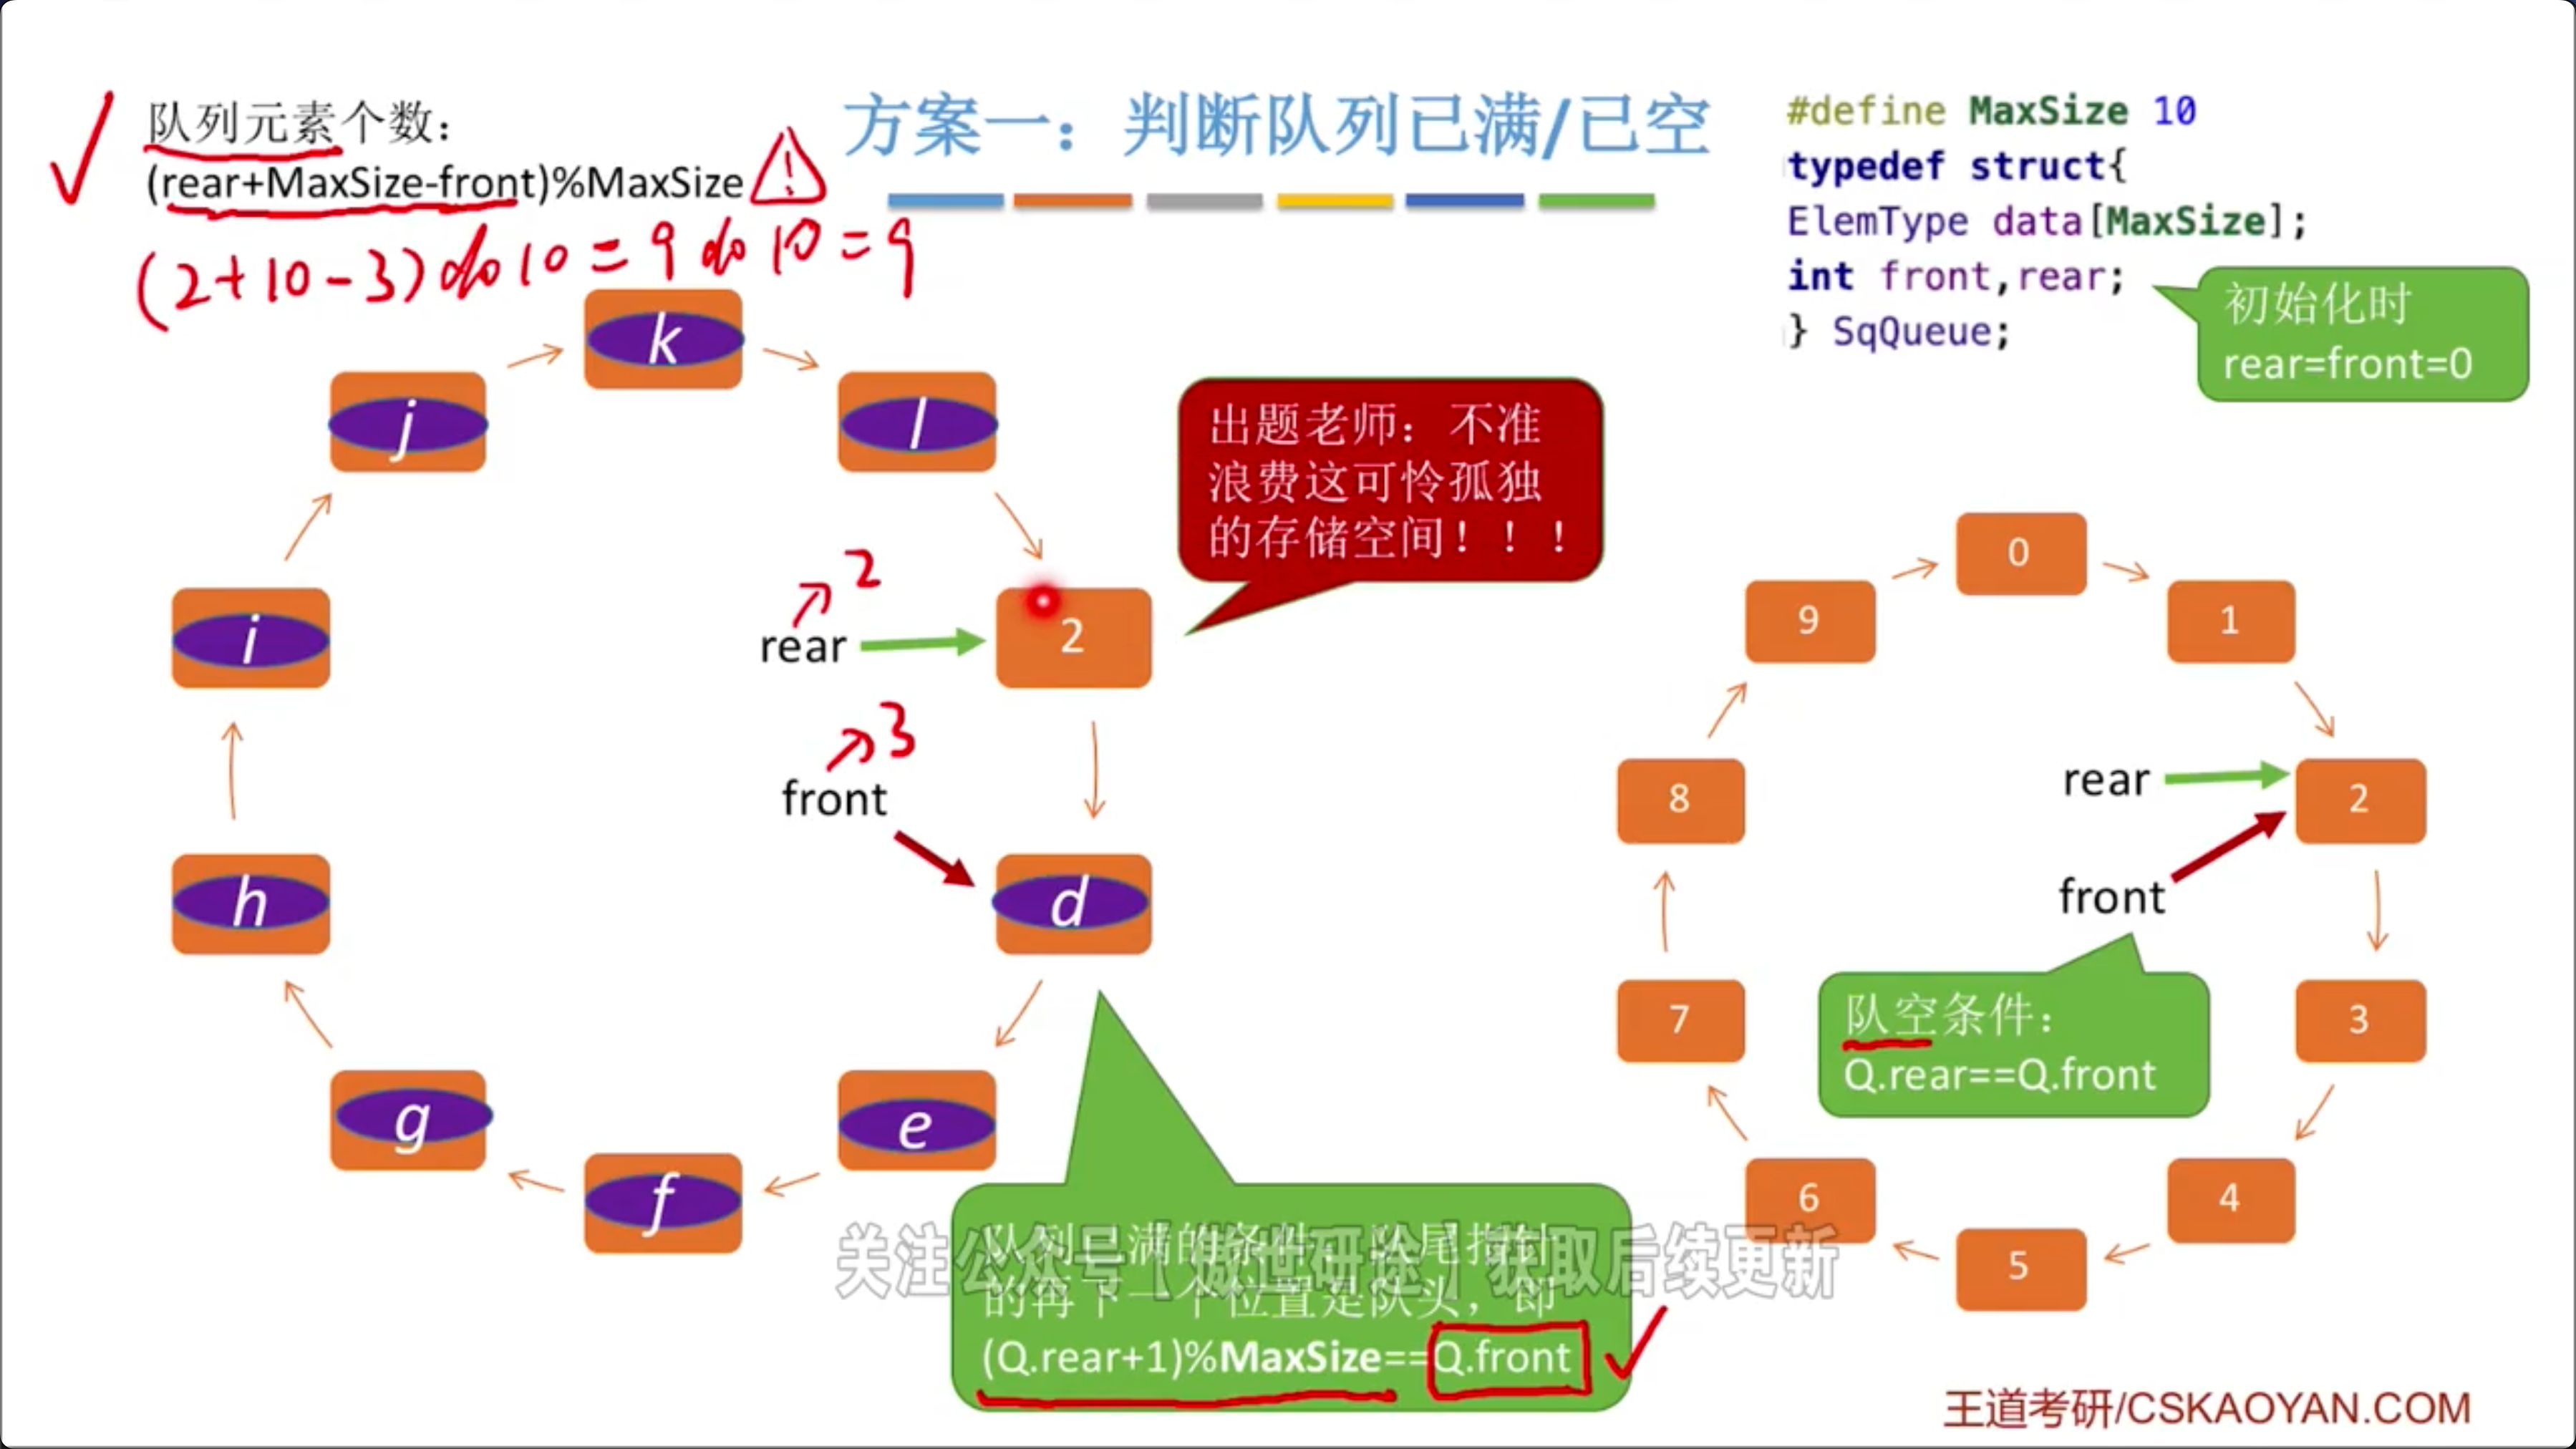 队列元素个数：
(rear+MaxSize-front)%MaxSize
(2+10-3)%10=9%10=9
方案一：判断队列已满/已空
#define MaxSize 10
typedef struct{
ElemType data[MaxSize];
int front,rear;
} SqQueue;
初始化时
rear=front=0
出题老师：不准
浪费这可怜孤独
的存储空间！！！
k
j
l
i
2
rear
2
3
front
h
d
g
e
f
队列已满的条件：队尾指针
的再下一个位置是队头，即
(Q.rear+1)%MaxSize==Q.front
0
9
1
8
rear
2
front
7
3
队空条件：
Q.rear==Q.front
6
4
5
关注公众号【傲世研途】获取后续更新
王道考研/CSKAOYAN.COM